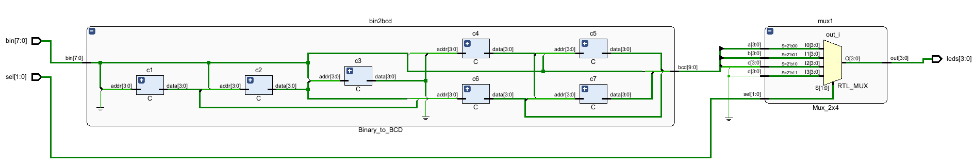 bin2bcd
mux1
c4
c5
out_i
bin[7:0]
addr[3:0]
data[3:0]
addr[3:0]
data[3:0]
a[3:0]
I0[3:0]
b[3:0]
I1[3:0]
bin[7:0]
c1
c2
c3
C
C
c[3:0]
I2[3:0]
O[3:0]
out[3:0]
leds[3:0]
sel[1:0]
addr[3:0]
data[3:0]
bcd[9:0]
d[3:0]
I3[3:0]
addr[3:0]
data[3:0]
addr[3:0]
data[3:0]
c6
c7
S[1:0]
RTL_MUX
C
C
C
addr[3:0]
data[3:0]
addr[3:0]
data[3:0]
sel[1:0]
Mux_2x4
C
C
Binary_to_BCD